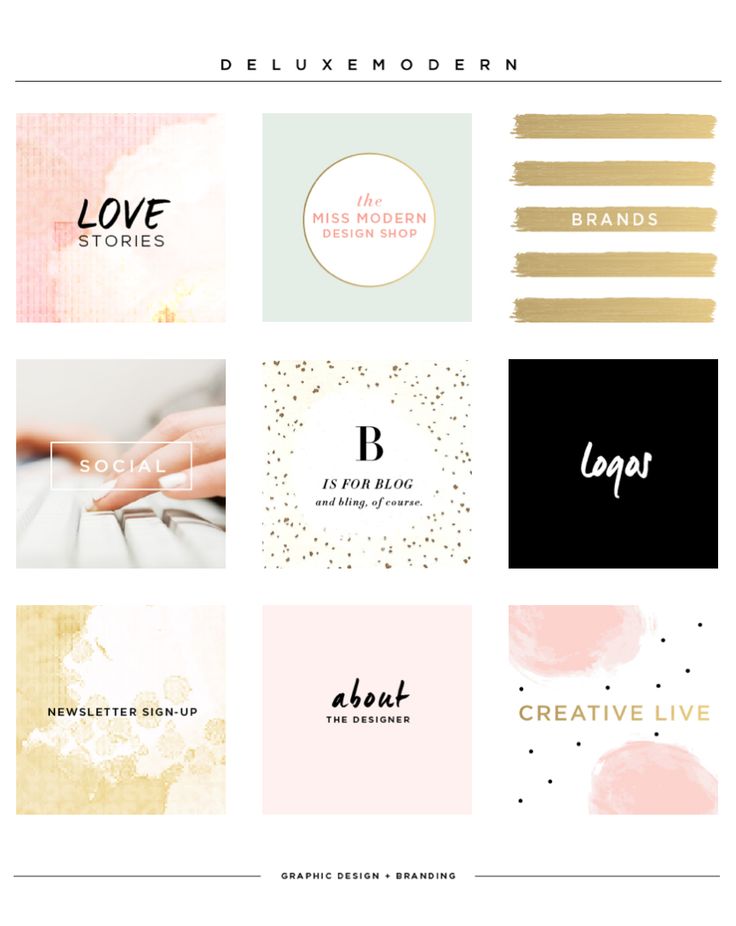 DELUXEMODERN
LOVE
STORIES
the
MISS MODERN
DESIGN SHOP
BRANDS
SOCIAL
B
IS FOR BLOG
and bling, of course.
logos
NEWSLETTER SIGN-UP
about
THE DESIGNER
CREATIVE LIVE
GRAPHIC DESIGN + BRANDING